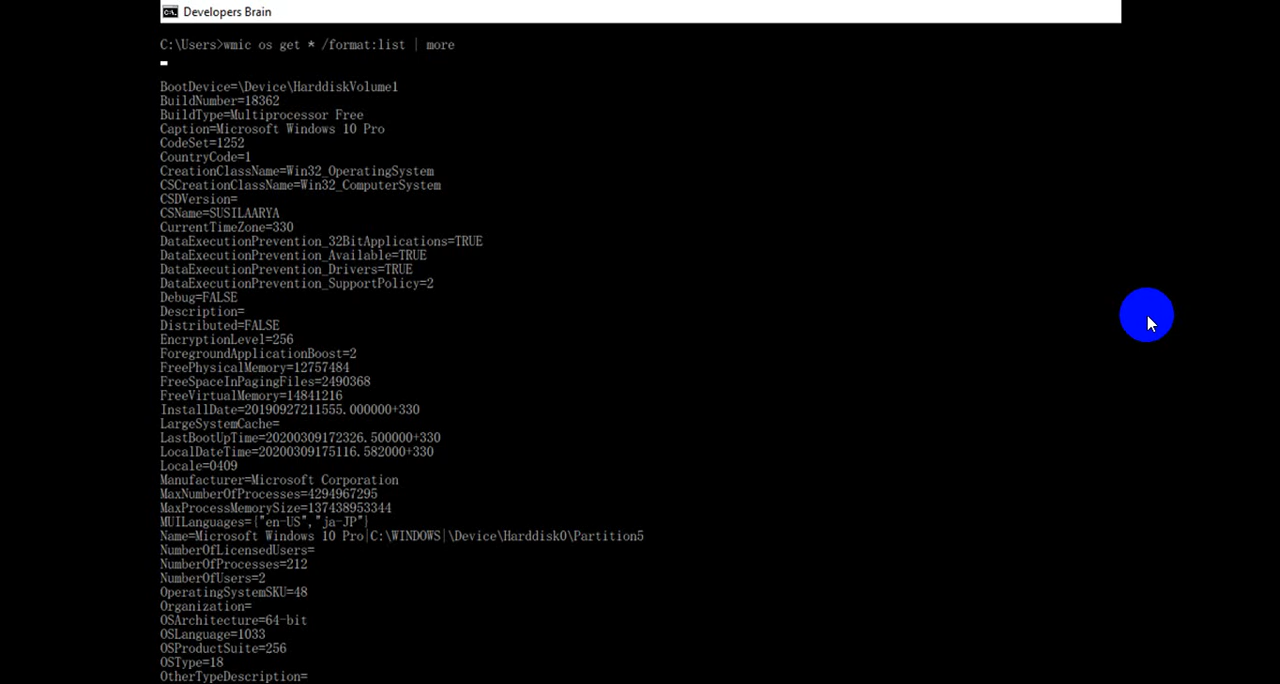 Developers Brain
C:\Users>wmic os get * /format:list | more
BootDevice=\Device\HarddiskVolume1
BuildNumber=18362
BuildType=Multiprocessor Free
Caption=Microsoft Windows 10 Pro
CodeSet=1252
CountryCode=1
CreationClassName=Win32_OperatingSystem
CSCreationClassName=Win32_ComputerSystem
CSDVersion=
CSName=SUSILAARYA
CurrentTimeZone=330
DataExecutionPrevention_32BitApplications=TRUE
DataExecutionPrevention_Available=TRUE
DataExecutionPrevention_Drivers=TRUE
DataExecutionPrevention_SupportPolicy=2
Debug=FALSE
Description=
Distributed=FALSE
EncryptionLevel=256
ForegroundApplicationBoost=2
FreePhysicalMemory=12757484
FreeSpaceInPagingFiles=2490368
FreeVirtualMemory=14841216
InstallDate=20190927211555.000000+330
LargeSystemCache=
LastBootUpTime=20200309172326.500000+330
LocalDateTime=20200309175116.582000+330
Locale=0409
Manufacturer=Microsoft Corporation
MaxNumberOfProcesses=4294967295
MaxProcessMemorySize=137438953344
MUILanguages={"en-US","ja-JP"}
Name=Microsoft Windows 10 Pro|C:\WINDOWS|\Device\Harddisk0\Partition5
NumberOfLicensedUsers=
NumberOfProcesses=212
NumberOfUsers=2
OperatingSystemSKU=48
Organization=
OSArchitecture=64-bit
OSLanguage=1033
OSProductSuite=256
OSType=18
OtherTypeDescription=